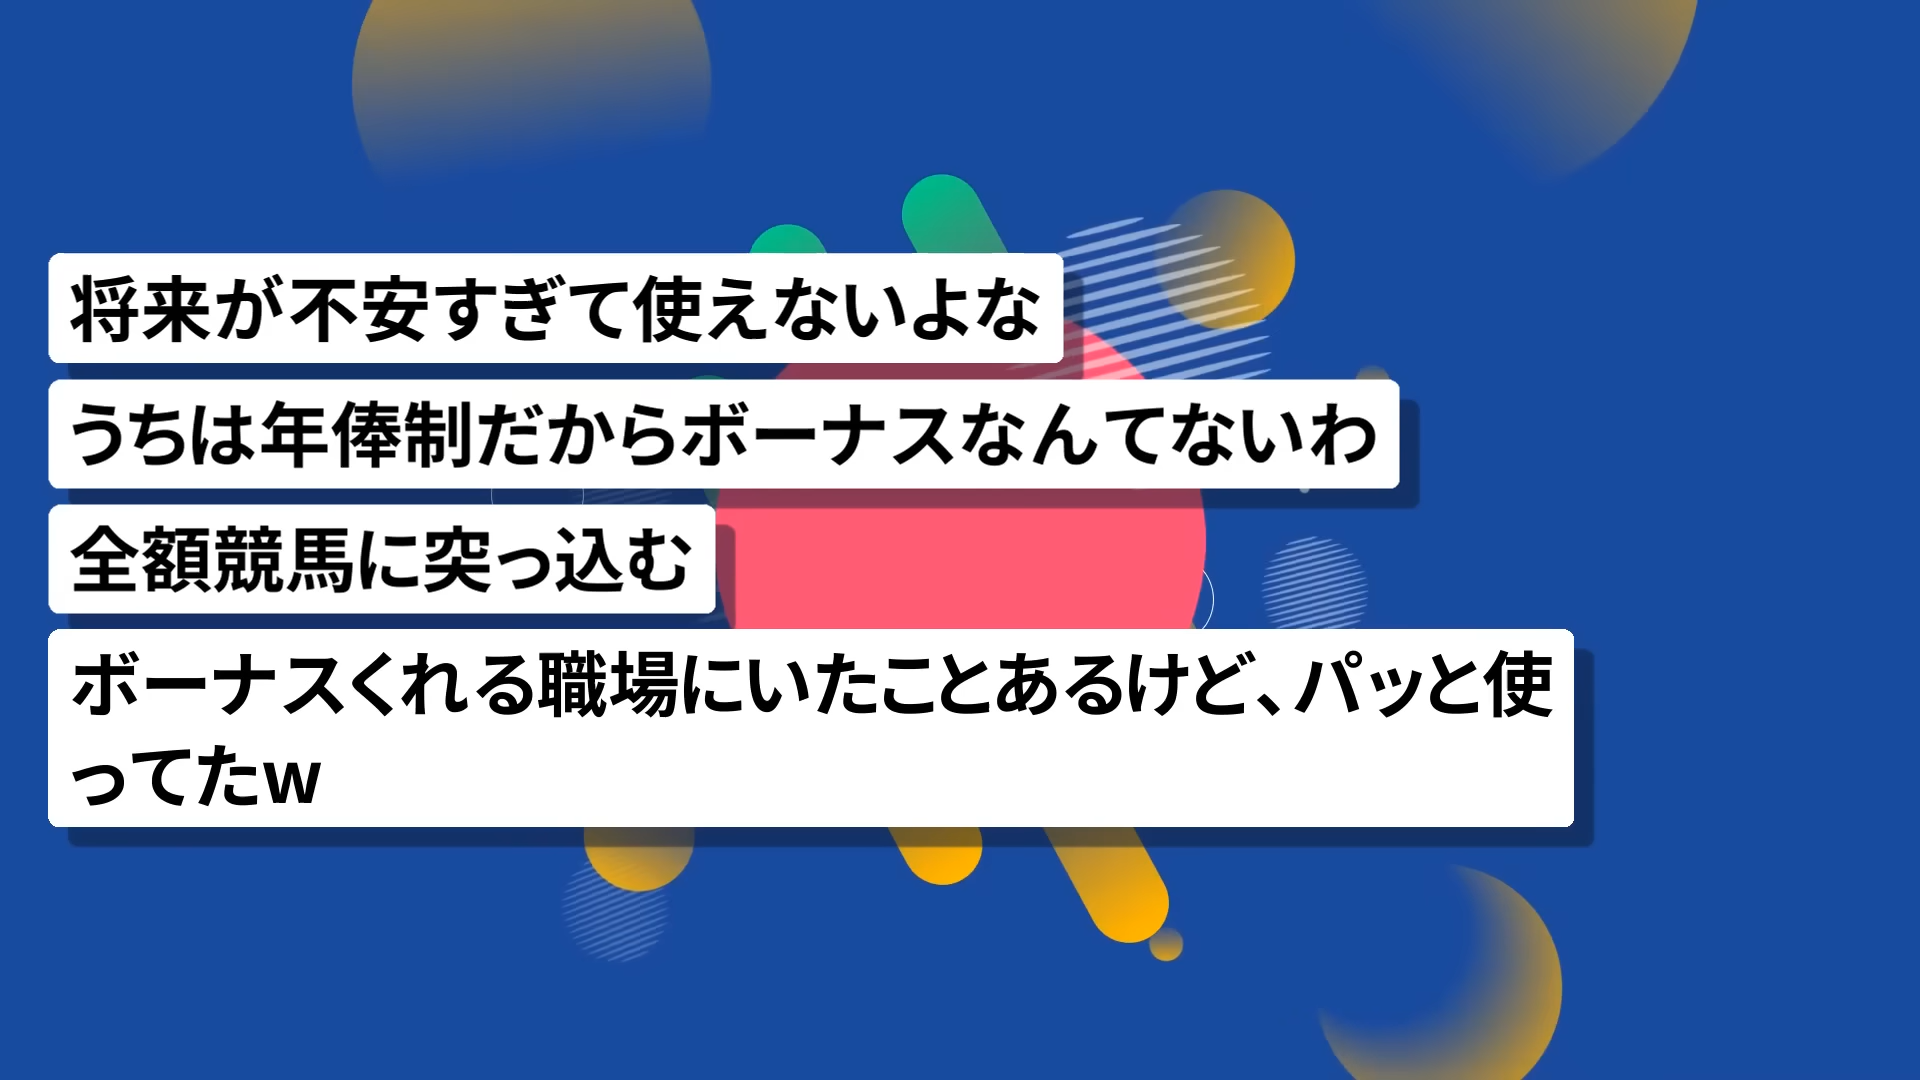 将来が不安すぎて使えないよな
うちは年俸制だからボーナスなんてないわ
全額競馬に突っ込む
ボーナスくれる職場にいたことあるけど、パッと使
ってたw